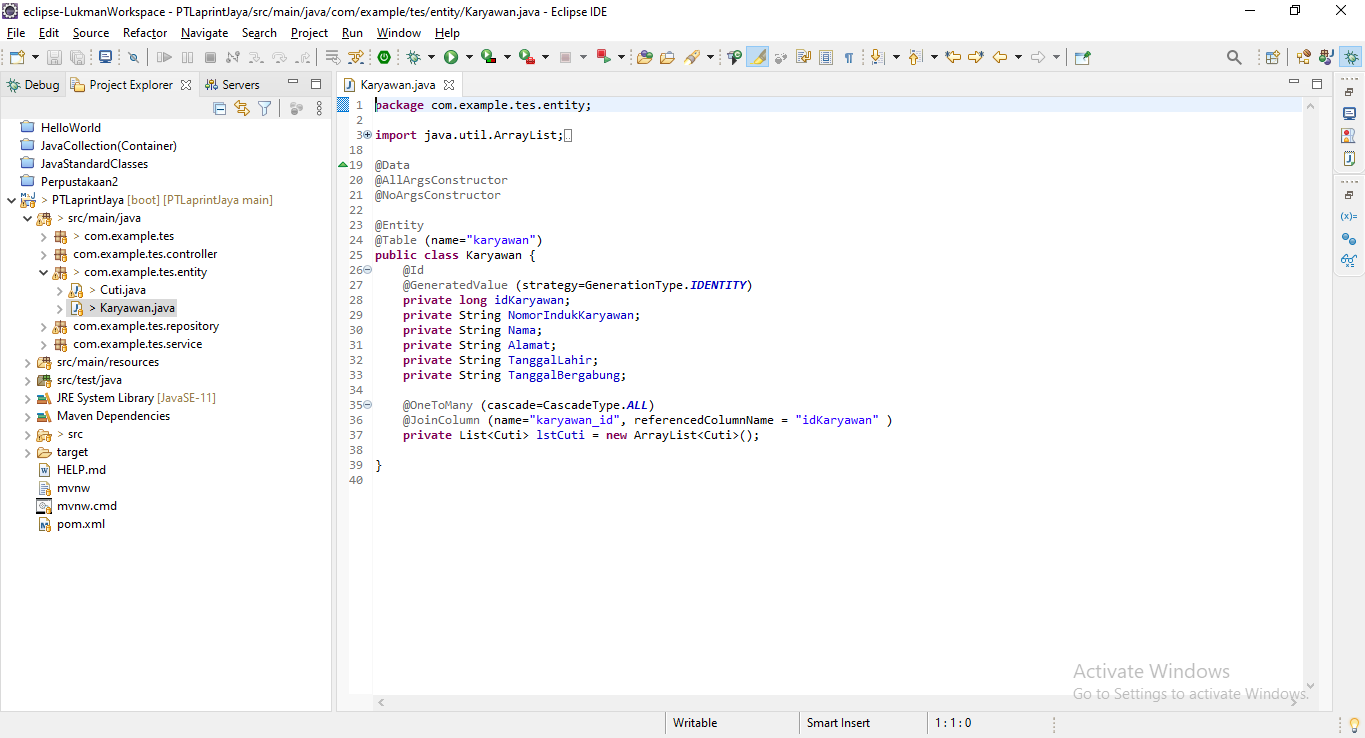 eclipse-LukmanWorkspace - PTLaprintJaya/src/main/java/com/example/tes/entity/Karyawan.java - Eclipse IDE
File Edit Source Refactor Navigate Search Project Run Window Help
Debug Project Explorer Servers
HelloWorld
JavaCollection(Container)
JavaStandardClasses
Perpustakaan2
> PTLaprintJaya [boot] [PTLaprintJaya main]
> src/main/java
> com.example.tes
com.example.tes.controller
> com.example.tes.entity
> Cuti.java
> Karyawan.java
com.example.tes.repository
com.example.tes.service
src/main/resources
src/test/java
JRE System Library [JavaSE-11]
Maven Dependencies
> src
target
HELP.md
mvnw
mvnw.cmd
pom.xml
Karyawan.java
1 package com.example.tes.entity;
2
3 import java.util.ArrayList;
18
19 @Data
20 @AllArgsConstructor
21 @NoArgsConstructor
22
23 @Entity
24 @Table (name="karyawan")
25 public class Karyawan {
26 @Id
27 @GeneratedValue (strategy=GenerationType.IDENTITY)
28 private long idKaryawan;
29 private String NomorIndukKaryawan;
30 private String Nama;
31 private String Alamat;
32 private String TanggalLahir;
33 private String TanggalBergabung;
34
35 @OneToMany (cascade=CascadeType.ALL)
36 @JoinColumn (name="karyawan_id", referencedColumnName = "idKaryawan" )
37 private List<Cuti> lstCuti = new ArrayList<Cuti>();
38
39 }
40
(x)=
Activate Windows
Go to Settings to activate Windows.
Writable Smart Insert 1 : 1 : 0